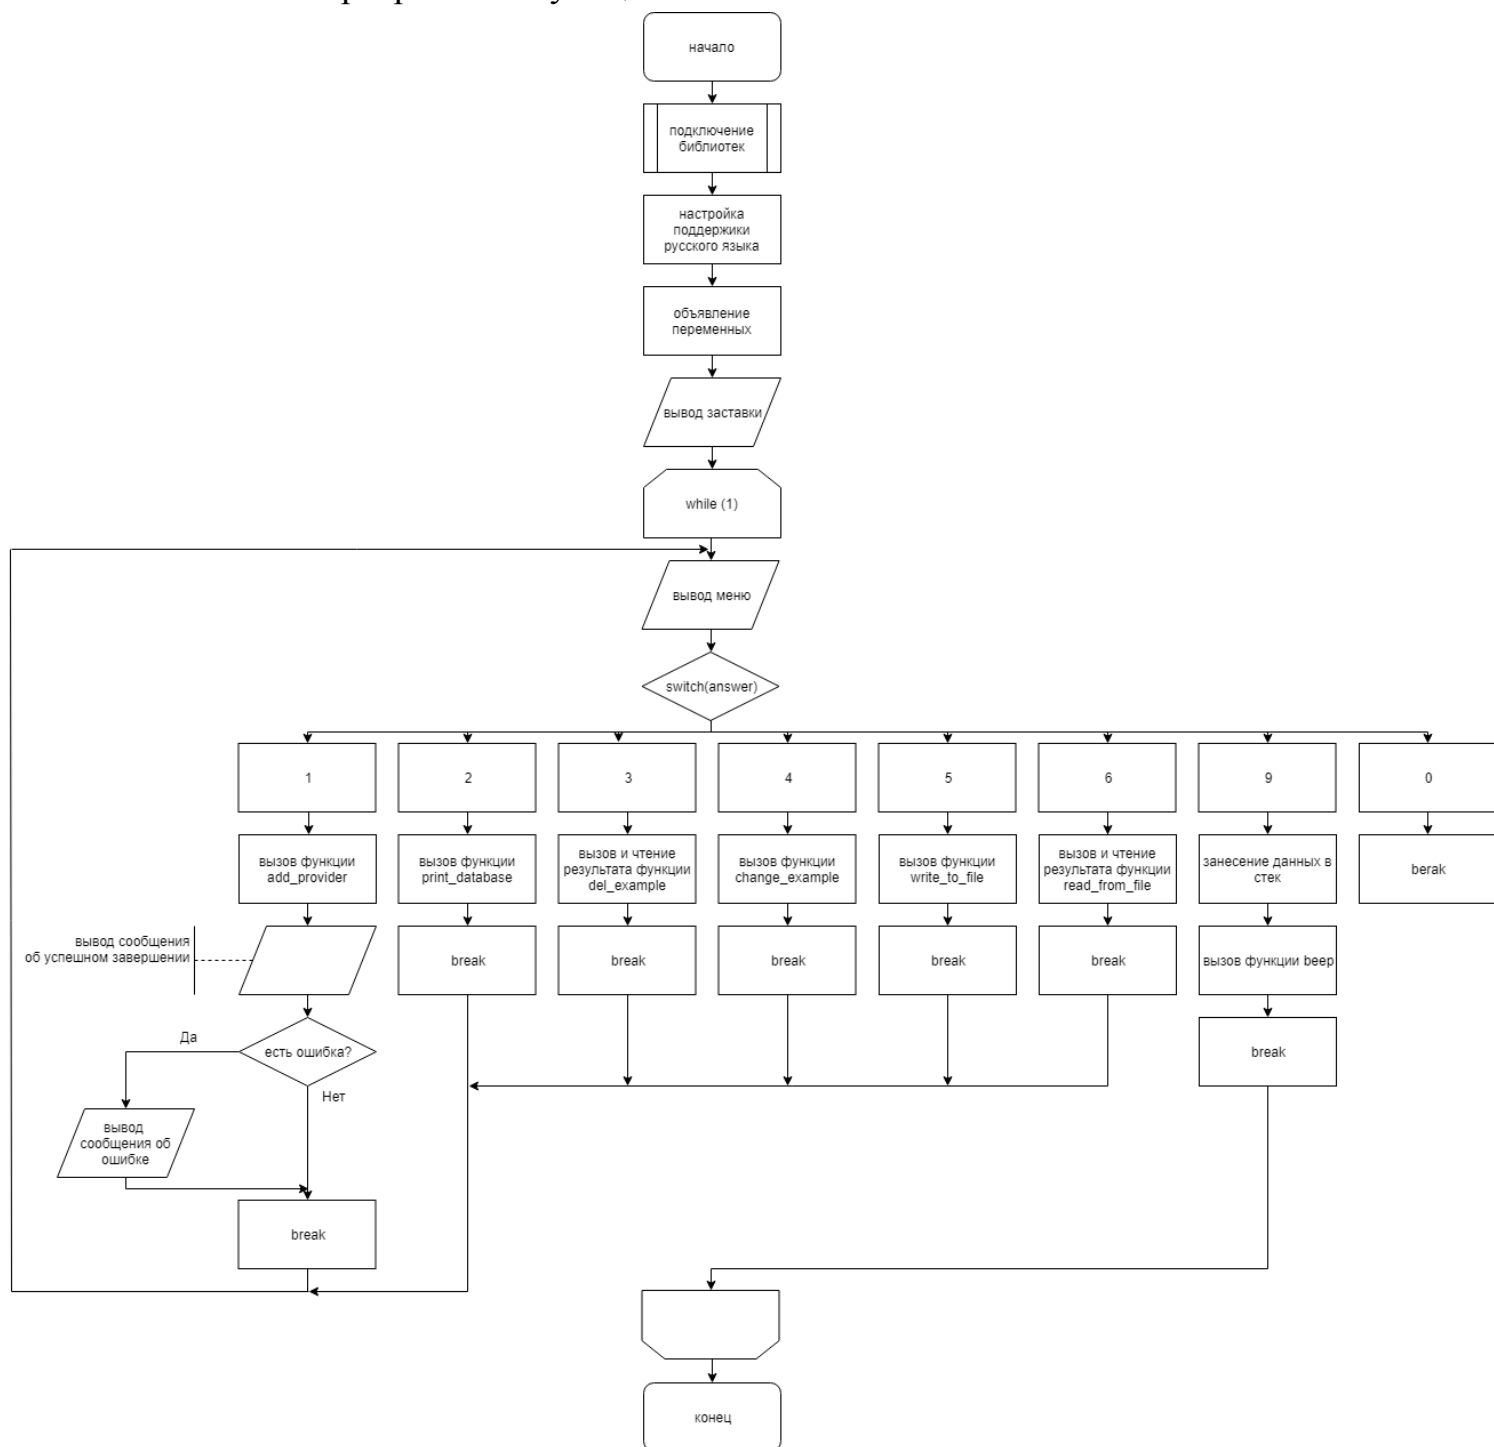 начало
подключение
библиотек
настройка
поддержки
русского языка
объявление
переменных
вывод заставки
while (1)
вывод меню
switch(answer)
1
2
3
4
5
6
9
0
вызов функции
add_provider
вызов функции
print_database
вызов и чтение
результата функции
del_example
вызов функции
change_example
вызов функции
write_to_file
вызов и чтение
результата функции
read_from_file
занесение данных в
стек
berak
вывод сообщения
об успешном завершении
break
break
break
break
break
вызов функции beep
Да
есть ошибка?
Нет
break
вывод
сообщения об
ошибке
break
конец